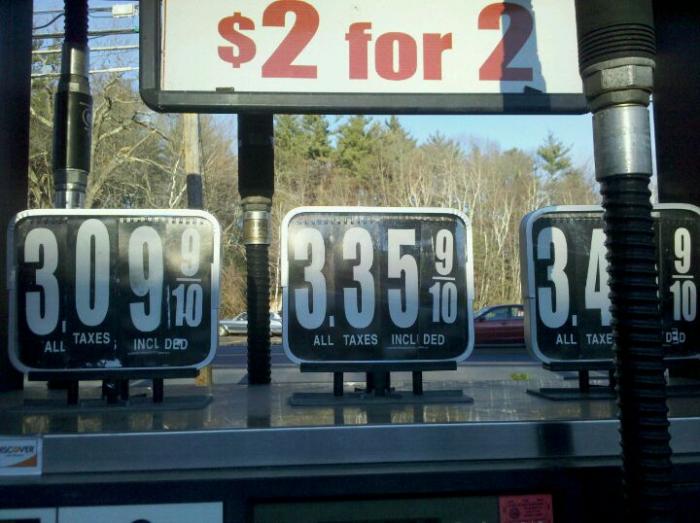 $2 for 2
3.09 9/10
ALL TAXES INCLUDED
3.35 9/10
ALL TAXES INCLUDED
3.4 9/10
ALL TAXE DED
DISCOVER